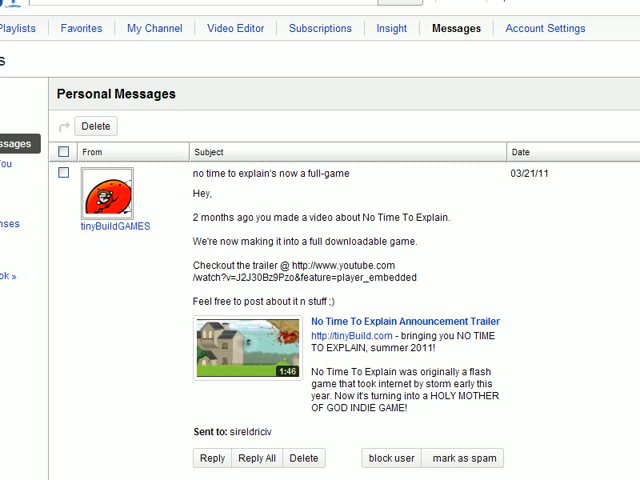 Playlists Favorites My Channel Video Editor Subscriptions Insight Messages Account Settings
s
Personal Messages
Delete
ssages
From Subject Date
You
no time to explain's now a full-game 03/21/11
Hey,
2 months ago you made a video about No Time To Explain.
tinyBuildGAMES
We're now making it into a full downloadable game.
Checkout the trailer @ http://www.youtube.com
/watch?v=J2J30Bz9Pzo&feature=player_embedded
Feel free to post about it n stuff ;)
No Time To Explain Announcement Trailer
http://tinyBuild.com - bringing you NO TIME
TO EXPLAIN, summer 2011!
No Time To Explain was originally a flash
game that took internet by storm early this
year. Now it's turning into a HOLY MOTHER
OF GOD INDIE GAME!
1:46
Sent to: sireldriciv
Reply Reply All Delete block user mark as spam